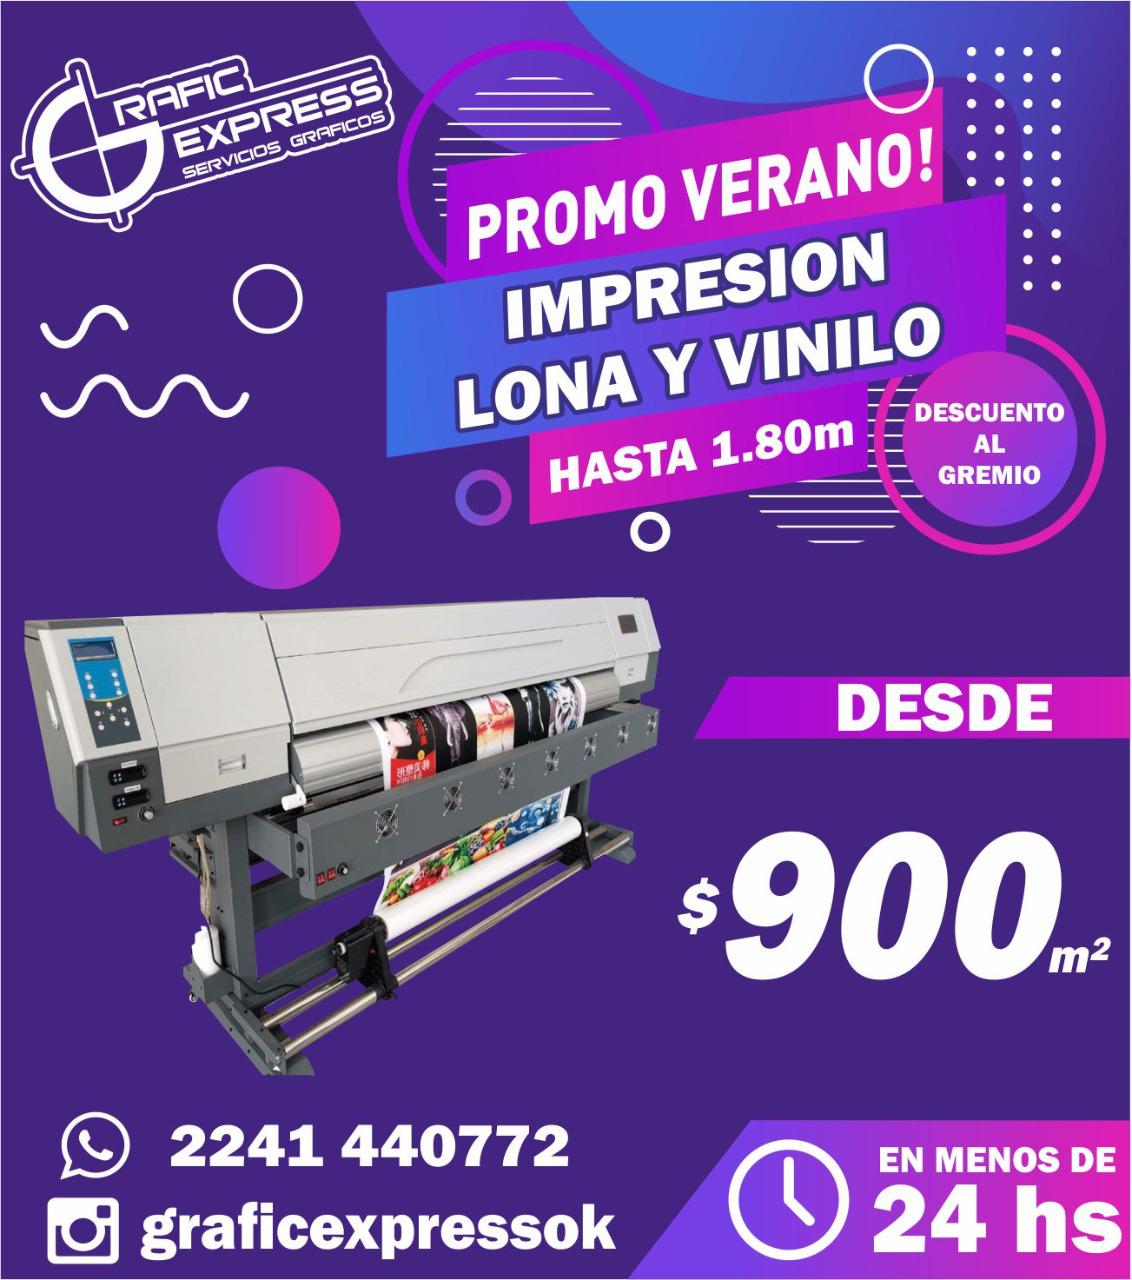 GRAFIC
EXPRESS
SERVICIOS GRAFICOS
PROMO VERANO!
IMPRESION
LONA Y VINILO
HASTA 1.80m
DESCUENTO
AL
GREMIO
DESDE
$900m²
2241 440772
graficexpressok
EN MENOS DE
24 hs